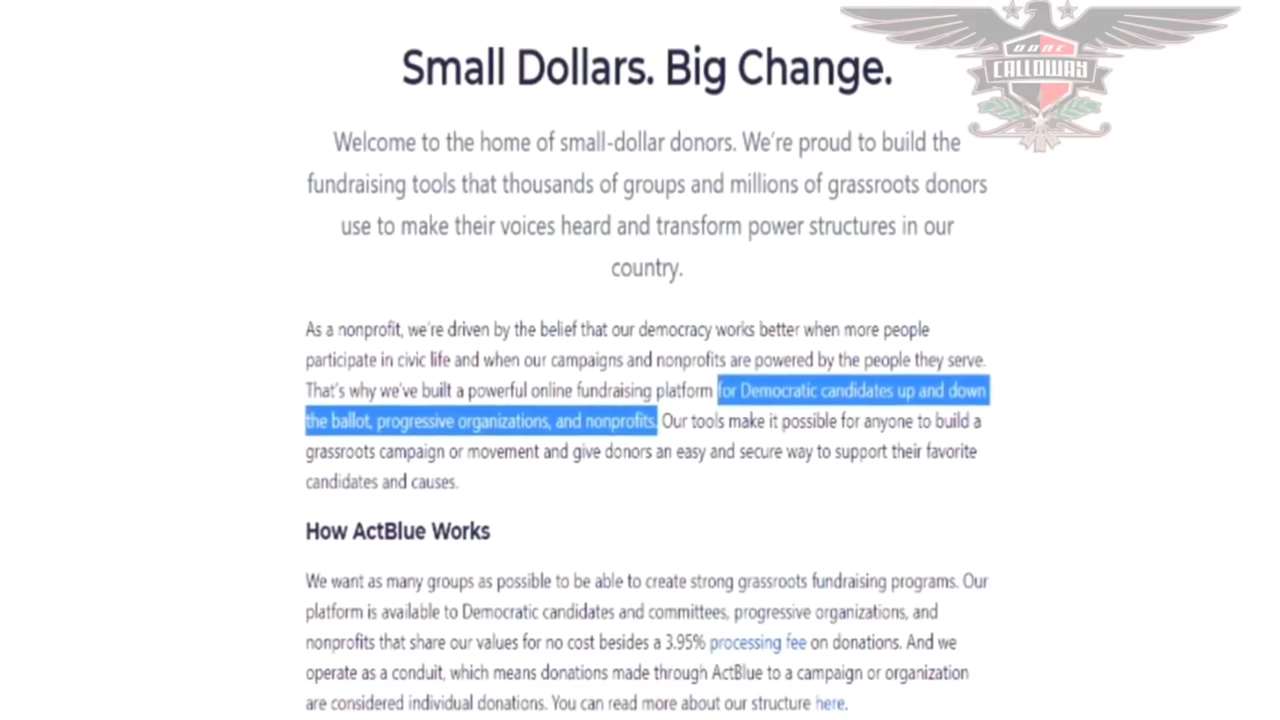 DANE
CALLOWAY
Small Dollars. Big Change.
Welcome to the home of small-dollar donors. We're proud to build the
fundraising tools that thousands of groups and millions of grassroots donors
use to make their voices heard and transform power structures in our
country.
As a nonprofit, we're driven by the belief that our democracy works better when more people
participate in civic life and when our campaigns and nonprofits are powered by the people they serve.
That's why we've built a powerful online fundraising platform for Democratic candidates up and down
the ballot, progressive organizations, and nonprofits. Our tools make it possible for anyone to build a
grassroots campaign or movement and give donors an easy and secure way to support their favorite
candidates and causes.
How ActBlue Works
We want as many groups as possible to be able to create strong grassroots fundraising programs. Our
platform is available to Democratic candidates and committees, progressive organizations, and
nonprofits that share our values for no cost besides a 3.95% processing fee on donations. And we
operate as a conduit, which means donations made through ActBlue to a campaign or organization
are considered individual donations. You can read more about our structure here.